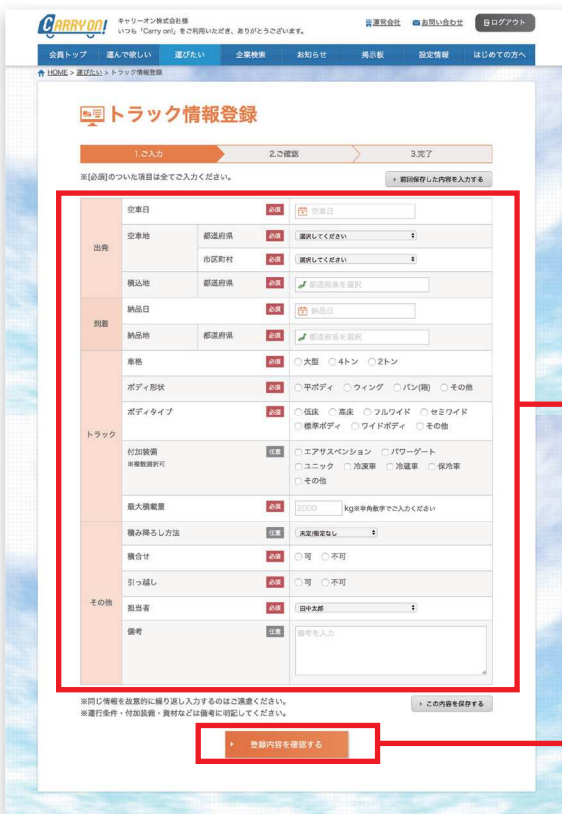 CARRY ON!
キャリーオン株式会社様
いつも「Carry on!」をご利用いただき、ありがとうございます。
運営会社 お問い合わせ ログアウト
会員トップ 運んで欲しい 運びたい 企業検索 お知らせ 掲示板 設定情報 はじめての方へ
HOME > 運びたい > トラック情報登録
トラック情報登録
1.ご入力 2.ご確認 3.完了
※[必須]のついた項目は全てご入力ください。
前回保存した内容を入力する
出発
空車日 必須 空車日
空車地 都道府県 必須 選択してください
市区町村 必須 選択してください
積込地 都道府県 必須 都道府県を選択
到着
納品日 必須 納品日
納品地 都道府県 必須 都道府県を選択
トラック
車格 必須 大型 4トン 2トン
ボディ形状 必須 平ボディ ウィング バン(箱) その他
ボディタイプ 必須 低床 高床 フルワイド セミワイド
標準ボディ ワイドボディ その他
付加装備 任意 エアサスペンション パワーゲート
※複数選択可 ユニック 冷凍車 冷蔵車 保冷車
その他
最大積載量 必須 2000 kg※半角数字でご入力ください
その他
積み降ろし方法 任意 未定/指定なし
積合せ 必須 可 不可
引っ越し 必須 可 不可
担当者 必須 田中太郎
備考 任意 備考を入力
※同じ情報を故意的に繰り返し入力するのはご遠慮ください。
※運行条件・付加装備・資材などは備考に明記してください。
この内容を保存する
登録内容を確認する